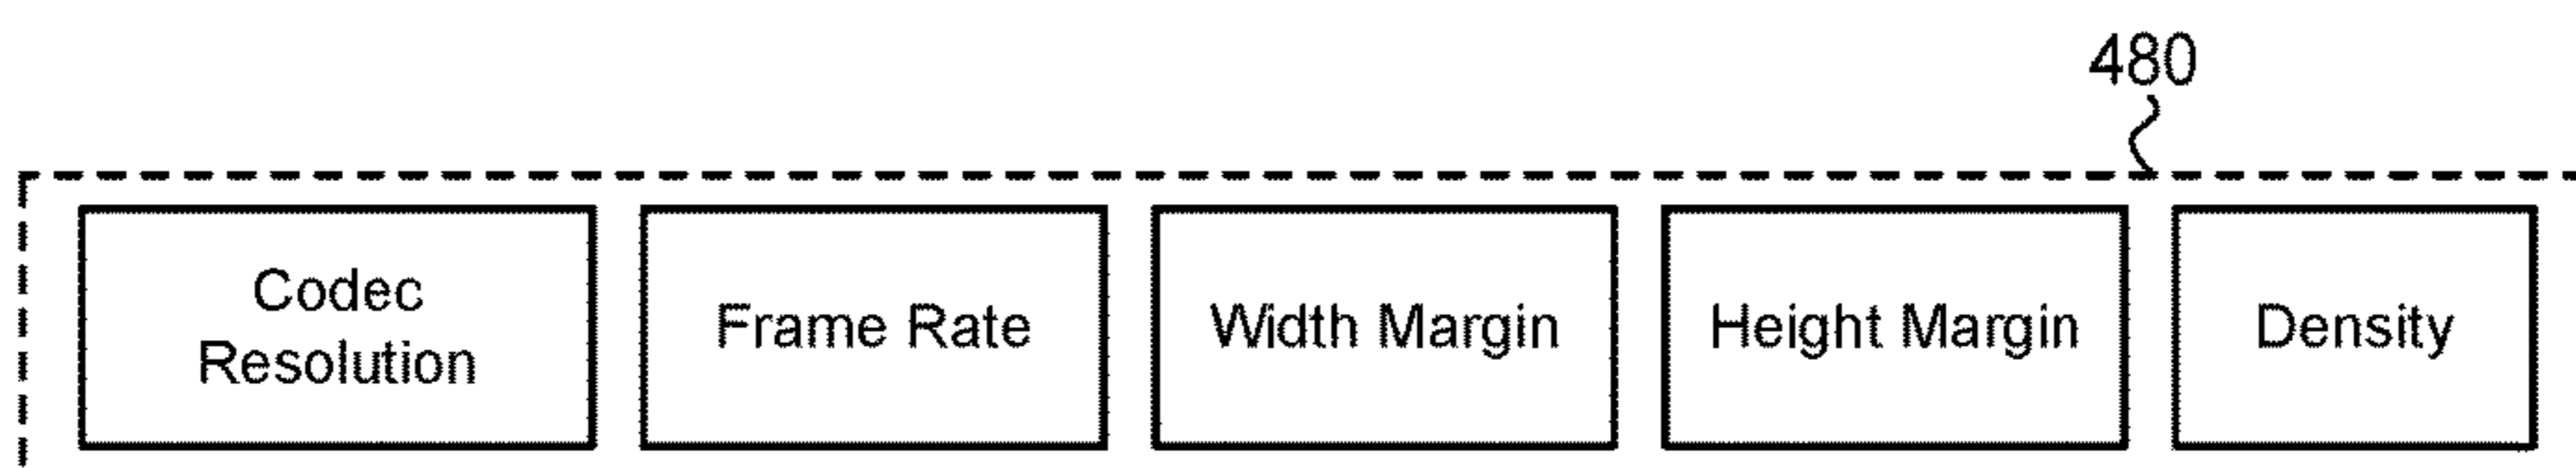 480
Codec
Resolution
Frame Rate
Width Margin
Height Margin
Density